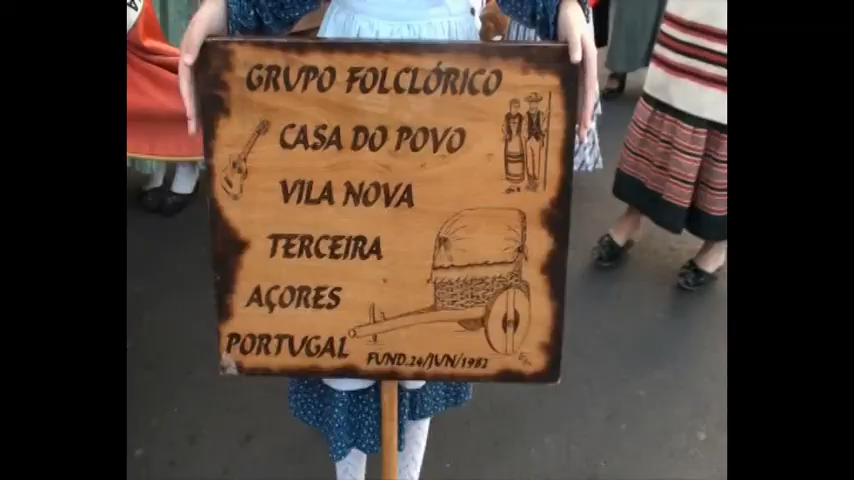 GRUPO FOLCLÓRICO
CASA DO POVO
VILA NOVA
TERCEIRA
AÇORES
PORTUGAL
FUND. 24/JUN/1982